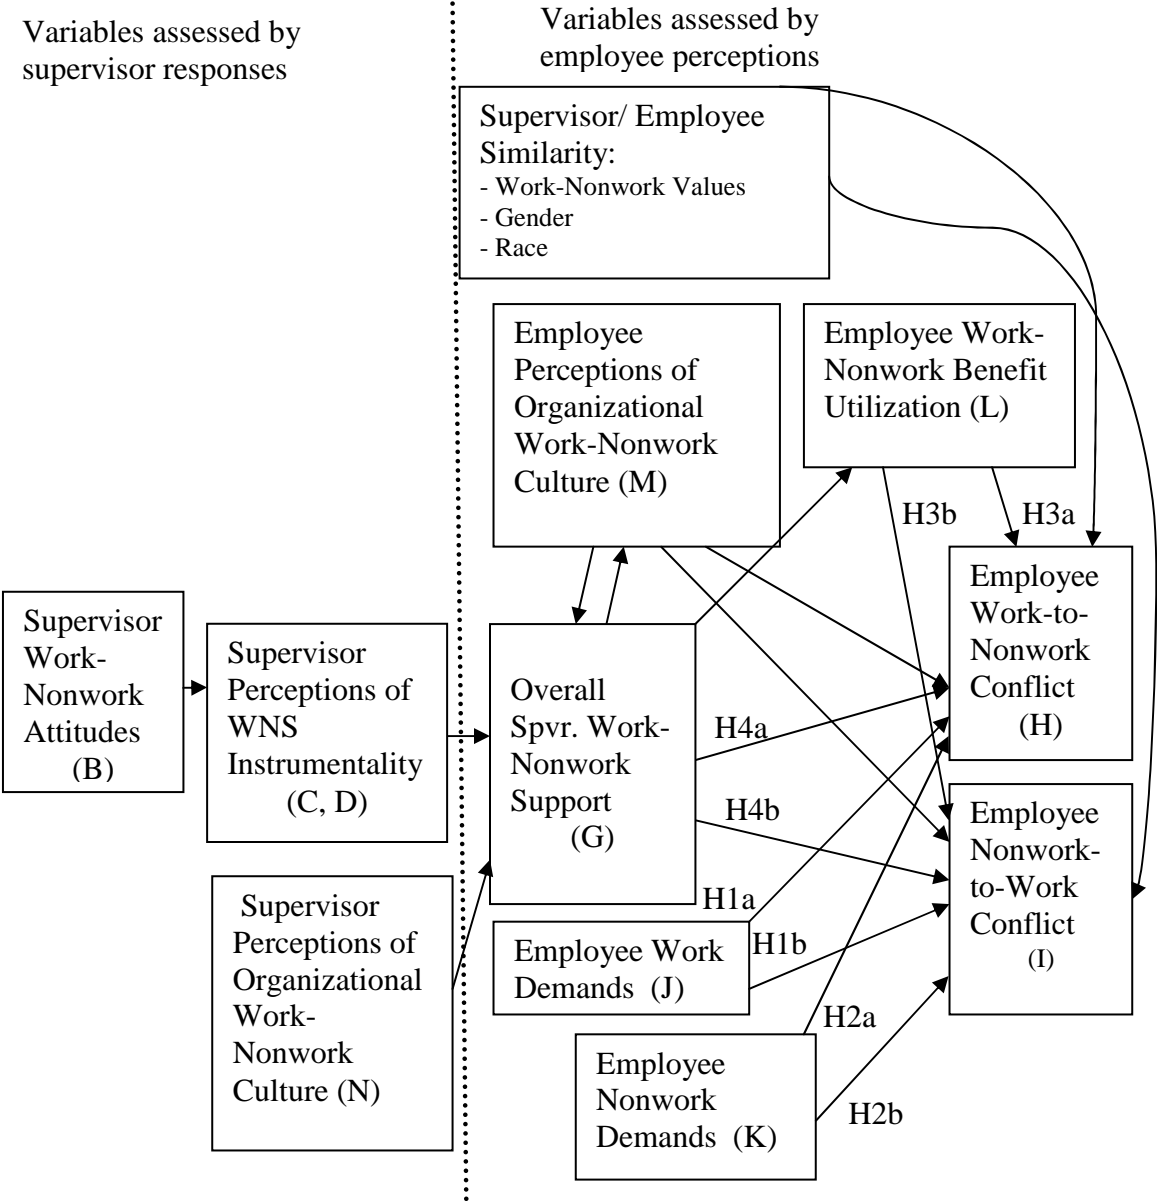 Variables assessed by
supervisor responses
Variables assessed by
employee perceptions
Supervisor/ Employee
Similarity:
- Work-Nonwork Values
- Gender
- Race
Employee
Perceptions of
Organizational
Work-Nonwork
Culture (M)
Employee Work-
Nonwork Benefit
Utilization (L)
H3b
H3a
Supervisor
Work-
Nonwork
Attitudes
(B)
Supervisor
Perceptions of
WNS
Instrumentality
(C, D)
Overall
Spvr. Work-
Nonwork
Support
(G)
H4a
H4b
Employee
Work-to-
Nonwork
Conflict
(H)
Employee
Nonwork-
to-Work
Conflict
(I)
Supervisor
Perceptions of
Organizational
Work-
Nonwork
Culture (N)
H1a
H1b
Employee Work
Demands (J)
H2a
H2b
Employee
Nonwork
Demands (K)